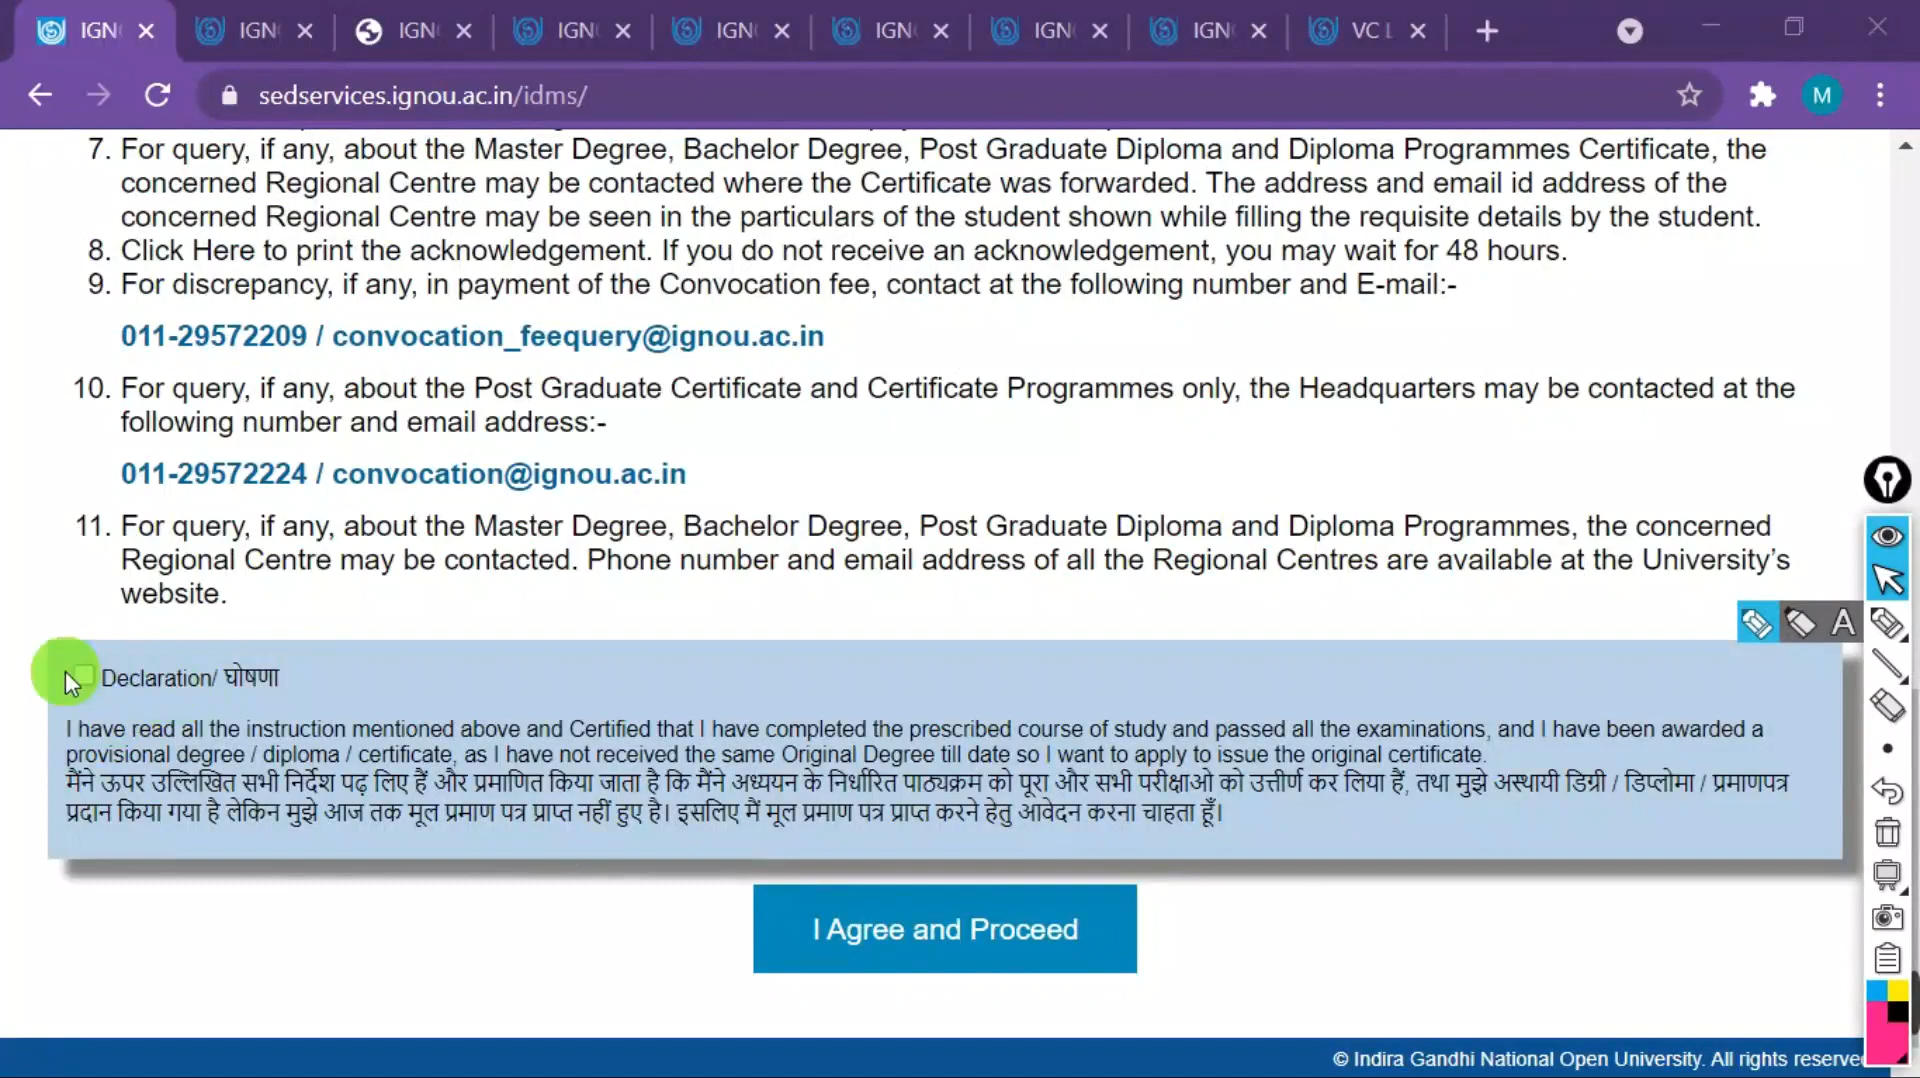 IGN IGN IGN IGN IGN IGN IGN IGN VC L
sedservices.ignou.ac.in/idms/ M
7. For query, if any, about the Master Degree, Bachelor Degree, Post Graduate Diploma and Diploma Programmes Certificate, the
concerned Regional Centre may be contacted where the Certificate was forwarded. The address and email id address of the
concerned Regional Centre may be seen in the particulars of the student shown while filling the requisite details by the student.
8. Click Here to print the acknowledgement. If you do not receive an acknowledgement, you may wait for 48 hours.
9. For discrepancy, if any, in payment of the Convocation fee, contact at the following number and E-mail:-
011-29572209 / convocation_feequery@ignou.ac.in
10. For query, if any, about the Post Graduate Certificate and Certificate Programmes only, the Headquarters may be contacted at the
following number and email address:-
011-29572224 / convocation@ignou.ac.in
11. For query, if any, about the Master Degree, Bachelor Degree, Post Graduate Diploma and Diploma Programmes, the concerned
Regional Centre may be contacted. Phone number and email address of all the Regional Centres are available at the University's
website.
A
Declaration/ घोषणा
I have read all the instruction mentioned above and Certified that I have completed the prescribed course of study and passed all the examinations, and I have been awarded a
provisional degree / diploma / certificate, as I have not received the same Original Degree till date so I want to apply to issue the original certificate.
मैंने ऊपर उल्लिखित सभी निर्देश पढ़ लिए हैं और प्रमाणित किया जाता है कि मैंने अध्ययन के निर्धारित पाठ्यक्रम को पूरा और सभी परीक्षाओ को उत्तीर्ण कर लिया हैं, तथा मुझे अस्थायी डिग्री / डिप्लोमा / प्रमाणपत्र
प्रदान किया गया है लेकिन मुझे आज तक मूल प्रमाण पत्र प्राप्त नहीं हुए है। इसलिए मैं मूल प्रमाण पत्र प्राप्त करने हेतु आवेदन करना चाहता हूँ।
I Agree and Proceed
© Indira Gandhi National Open University. All rights reserve